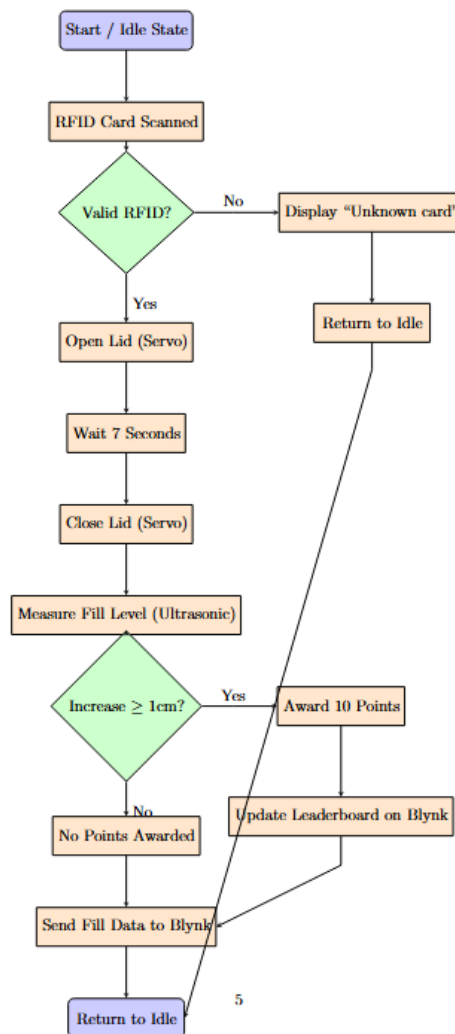 Start / Idle State
RFID Card Scanned
Valid RFID?
No
Display “Unknown card”
Yes
Return to Idle
Open Lid (Servo)
Wait 7 Seconds
Close Lid (Servo)
Measure Fill Level (Ultrasonic)
Increase ≥ 1cm?
Yes
Award 10 Points
No
Update Leaderboard on Blynk
No Points Awarded
Send Fill Data to Blynk
Return to Idle
5